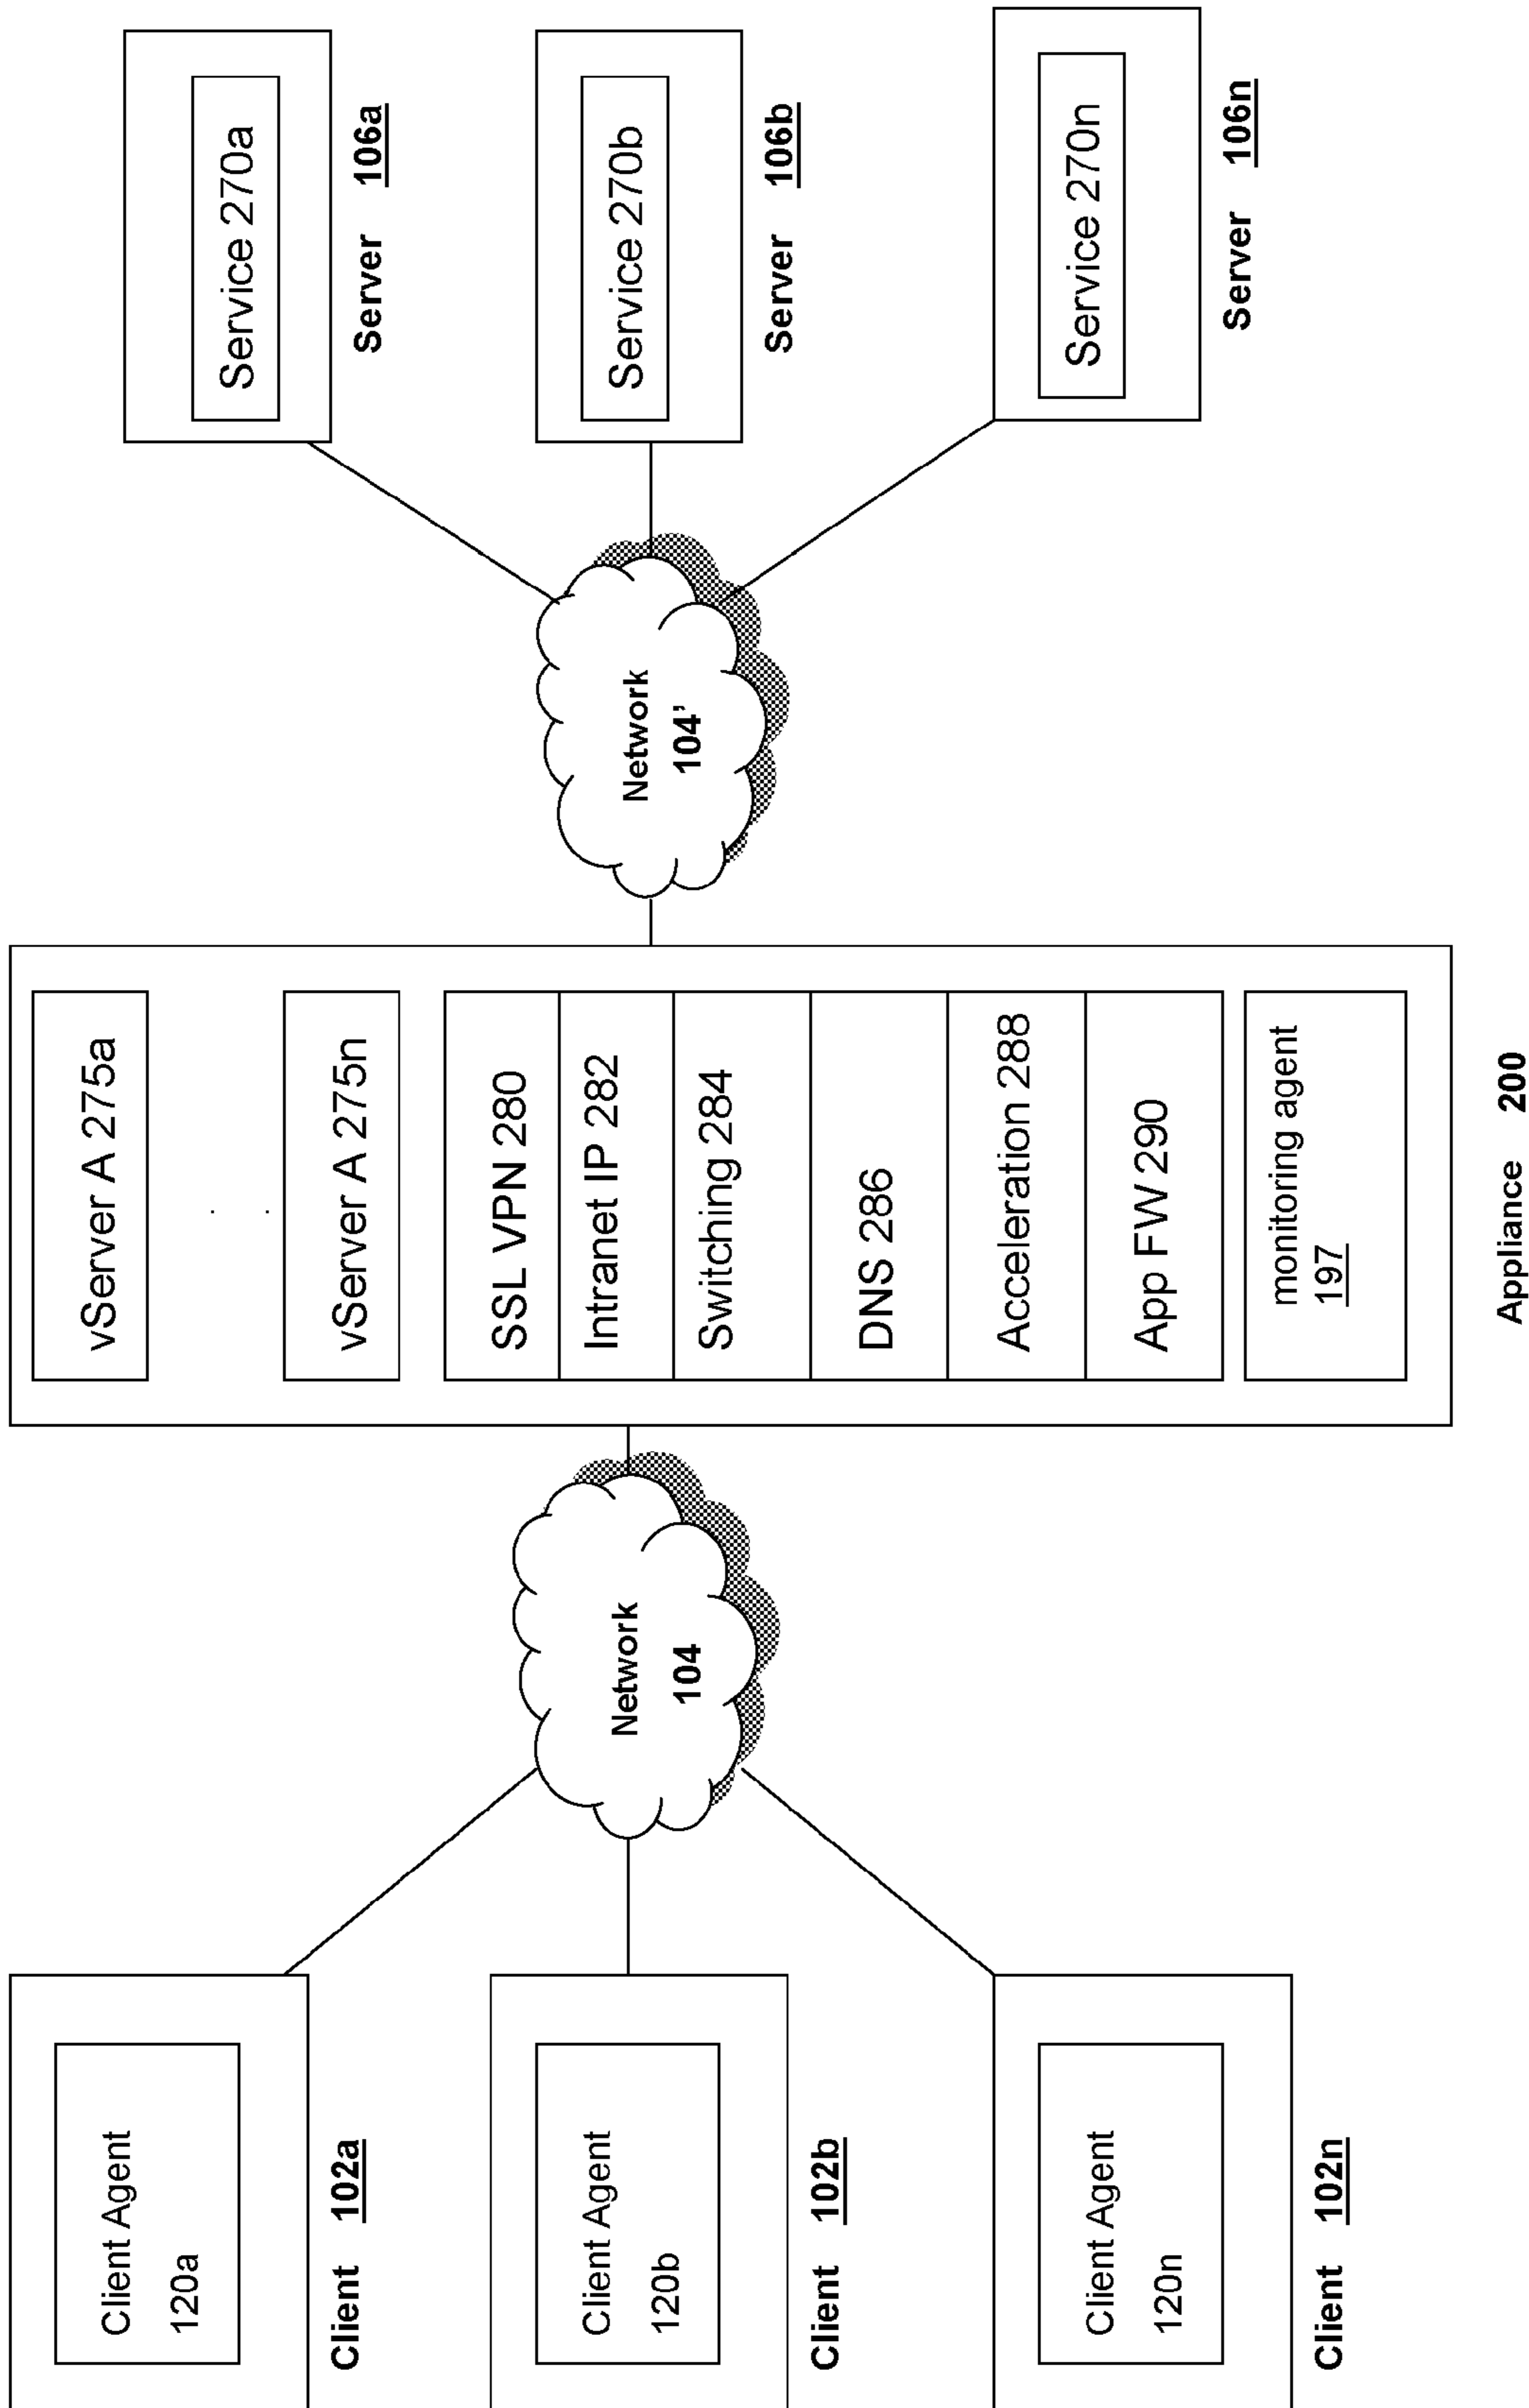 Client Agent
120a
Client 102a
Client Agent
120b
Client 102b
Client Agent
120n
Client 102n
Network
104
vServer A 275a
vServer A 275n
SSL VPN 280
Intranet IP 282
Switching 284
DNS 286
Acceleration 288
App FW 290
monitoring agent
197
Appliance 200
Network
104'
Service 270a
Server 106a
Service 270b
Server 106b
Service 270n
Server 106n